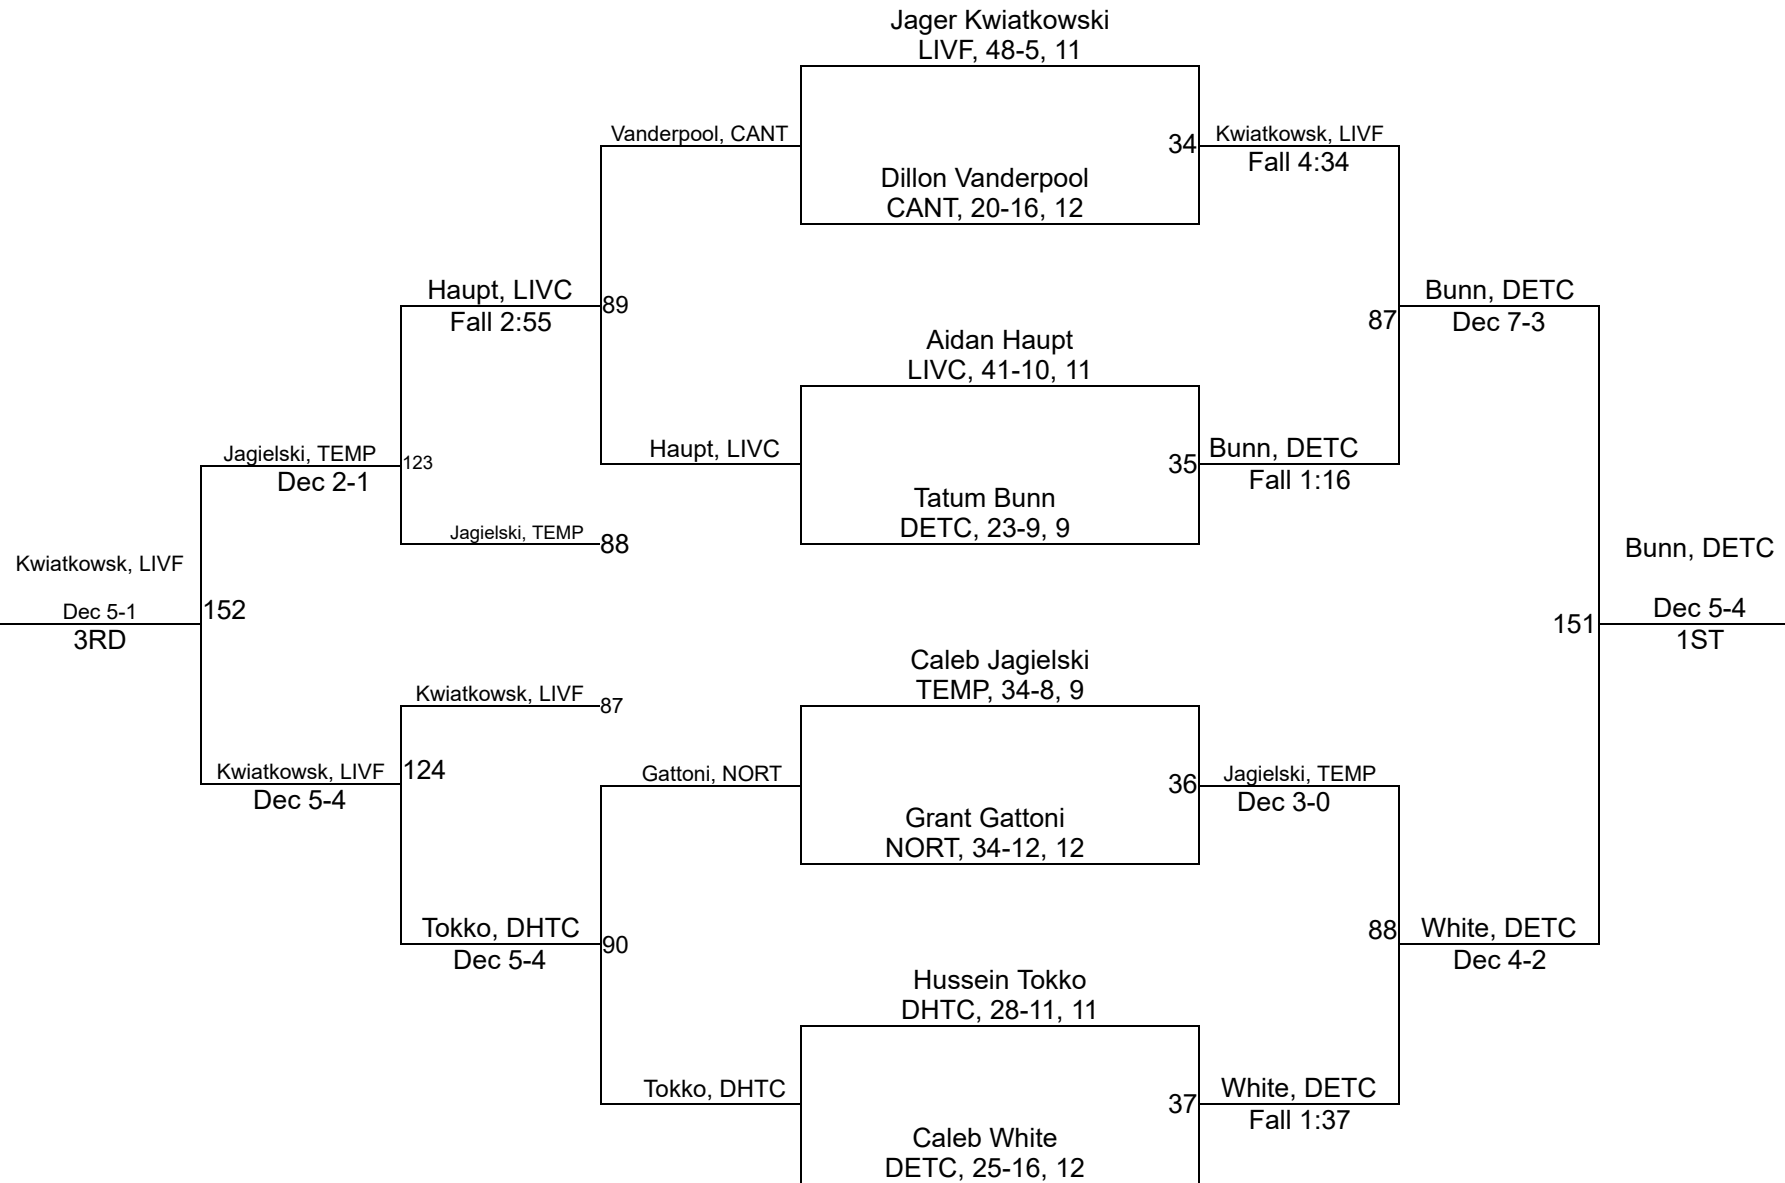 Jager Kwiatkowski
LIVF, 48-5, 11
Vanderpool, CANT
34
Kwiatkowsk, LIVF
Fall 4:34
Dillon Vanderpool
CANT, 20-16, 12
Haupt, LIVC
Fall 2:55
89
87
Bunn, DETC
Dec 7-3
Aidan Haupt
LIVC, 41-10, 11
Jagielski, TEMP
Dec 2-1
123
Haupt, LIVC
35
Bunn, DETC
Fall 1:16
Tatum Bunn
DETC, 23-9, 9
Jagielski, TEMP
88
Kwiatkowsk, LIVF
Dec 5-1
3RD
152
151
Bunn, DETC
Dec 5-4
1ST
Caleb Jagielski
TEMP, 34-8, 9
Kwiatkowsk, LIVF
87
Kwiatkowsk, LIVF
Dec 5-4
124
Gattoni, NORT
36
Jagielski, TEMP
Dec 3-0
Grant Gattoni
NORT, 34-12, 12
Tokko, DHTC
Dec 5-4
90
88
White, DETC
Dec 4-2
Hussein Tokko
DHTC, 28-11, 11
Tokko, DHTC
37
White, DETC
Fall 1:37
Caleb White
DETC, 25-16, 12